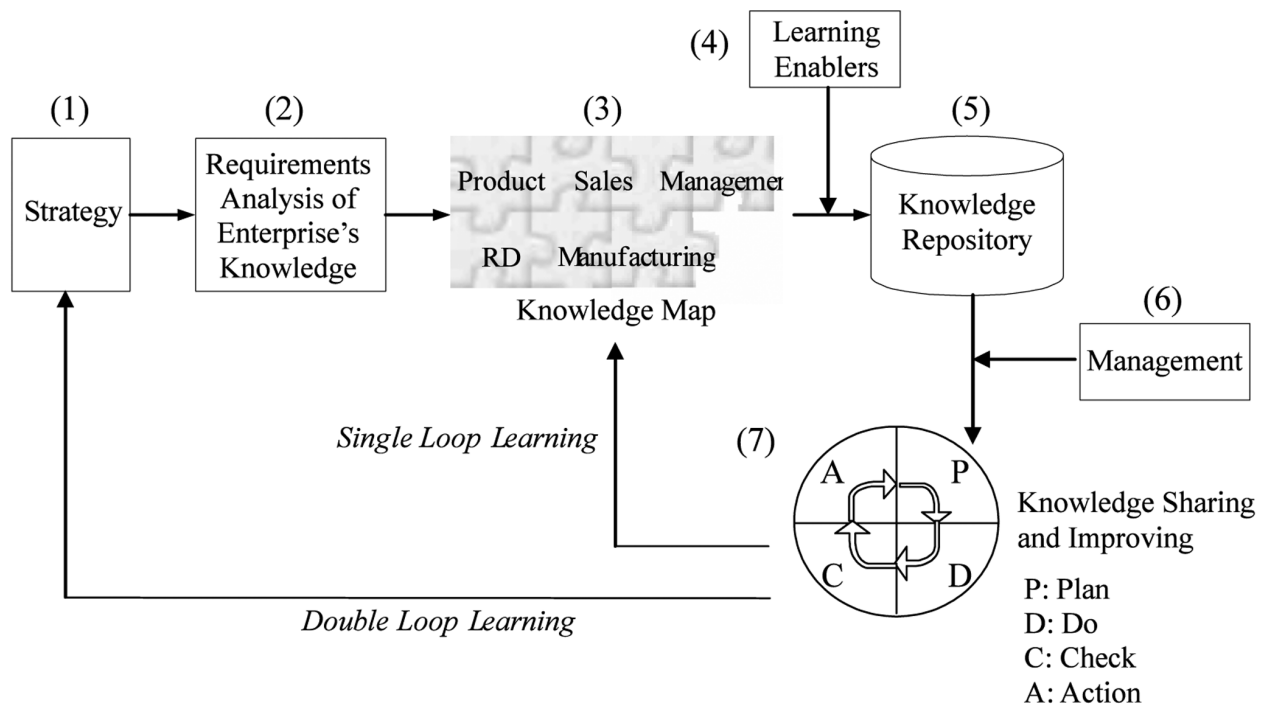 (1)
Strategy
(2)
Requirements
Analysis of
Enterprise's
Knowledge
(3)
Product Sales Managemen
RD Manufacturing
Knowledge Map
(4)
Learning
Enablers
(5)
Knowledge
Repository
(6)
Management
Single Loop Learning
Double Loop Learning
(7)
A P
C D
Knowledge Sharing
and Improving
P: Plan
D: Do
C: Check
A: Action